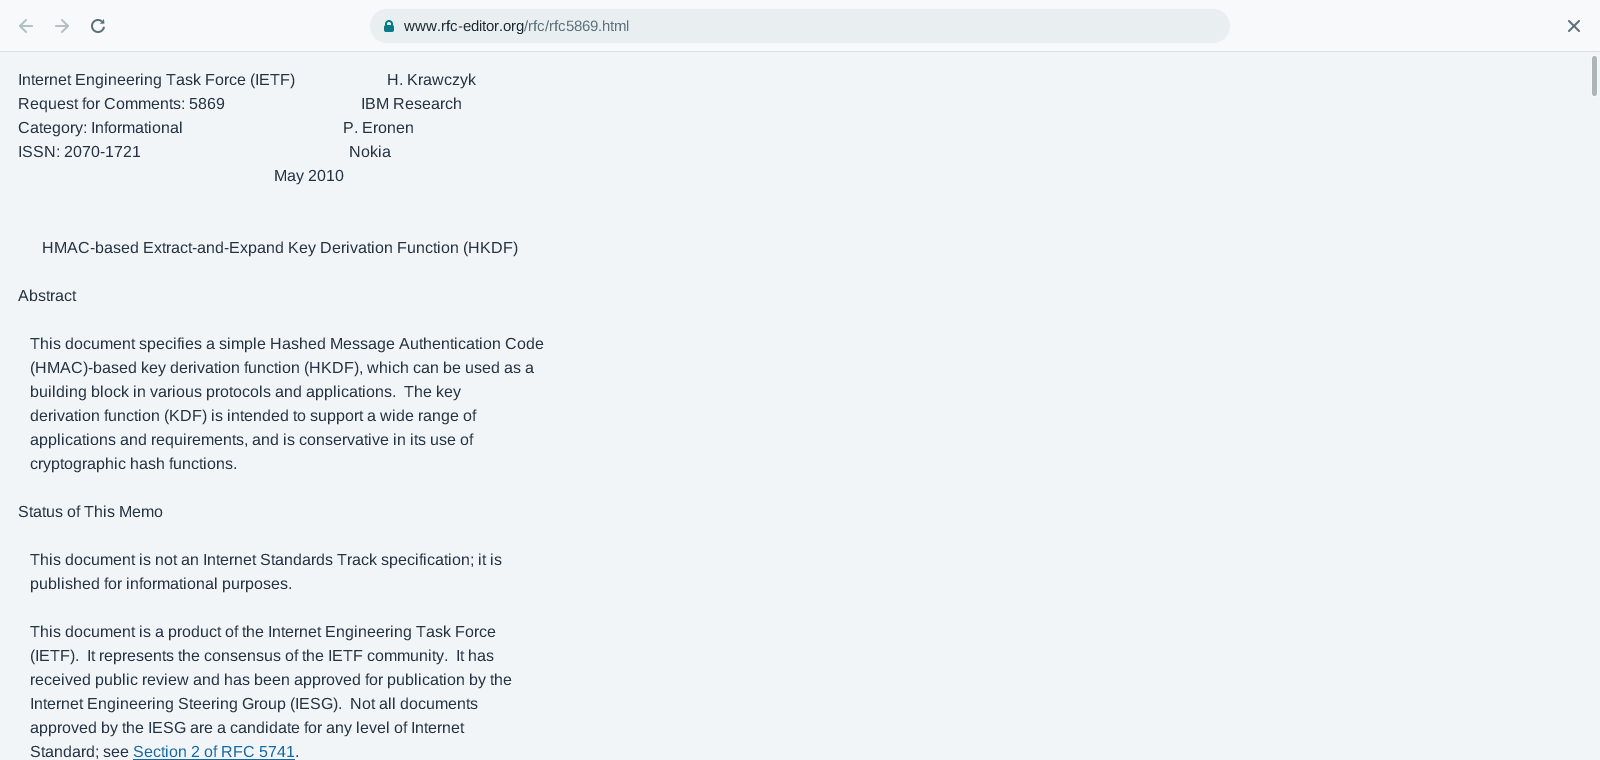 www.rfc-editor.org/rfc/rfc5869.html
Internet Engineering Task Force (IETF) H. Krawczyk
Request for Comments: 5869 IBM Research
Category: Informational P. Eronen
ISSN: 2070-1721 Nokia
May 2010
HMAC-based Extract-and-Expand Key Derivation Function (HKDF)
Abstract
This document specifies a simple Hashed Message Authentication Code
(HMAC)-based key derivation function (HKDF), which can be used as a
building block in various protocols and applications.  The key
derivation function (KDF) is intended to support a wide range of
applications and requirements, and is conservative in its use of
cryptographic hash functions.
Status of This Memo
This document is not an Internet Standards Track specification; it is
published for informational purposes.
This document is a product of the Internet Engineering Task Force
(IETF).  It represents the consensus of the IETF community.  It has
received public review and has been approved for publication by the
Internet Engineering Steering Group (IESG).  Not all documents
approved by the IESG are a candidate for any level of Internet
Standard; see Section 2 of RFC 5741.